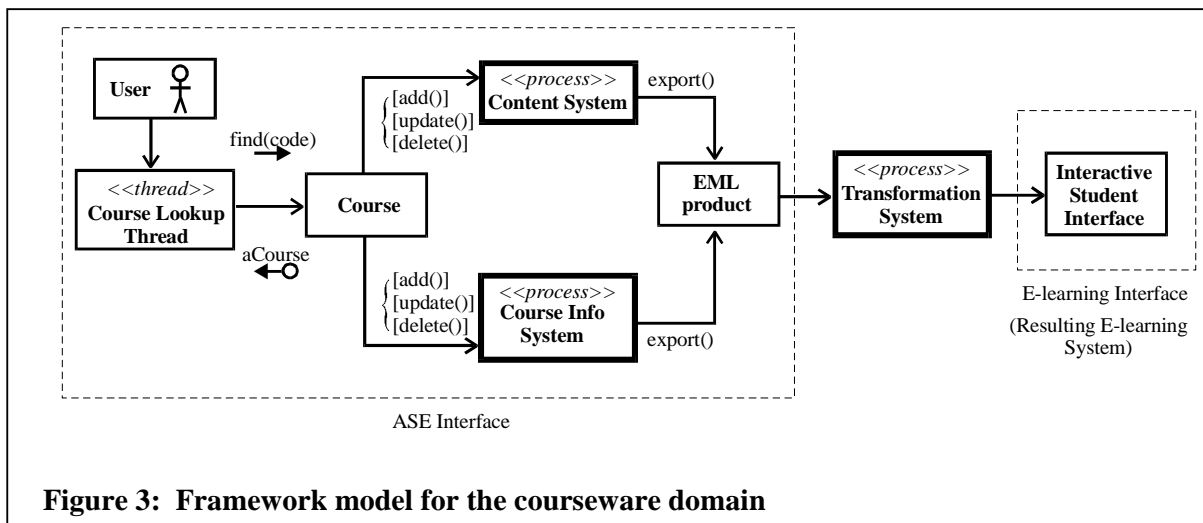 User
find(code)
<<thread>>
Course Lookup
Thread
aCourse
Course
[add()]
[update()]
[delete()]
<<process>>
Content System
export()
[add()]
[update()]
[delete()]
<<process>>
Course Info
System
export()
EML
product
<<process>>
Transformation
System
Interactive
Student
Interface
E-learning Interface
(Resulting E-learning
System)
ASE Interface
Figure 3: Framework model for the courseware domain